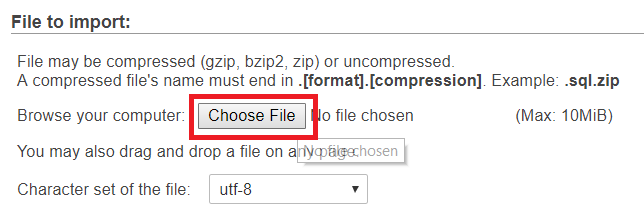 File to import:
File may be compressed (gzip, bzip2, zip) or uncompressed.
A compressed file's name must end in .[format].[compression]. Example: .sql.zip
Browse your computer: Choose File No file chosen (Max: 10MiB)
You may also drag and drop a file on any page.
No file chosen
Character set of the file: utf-8